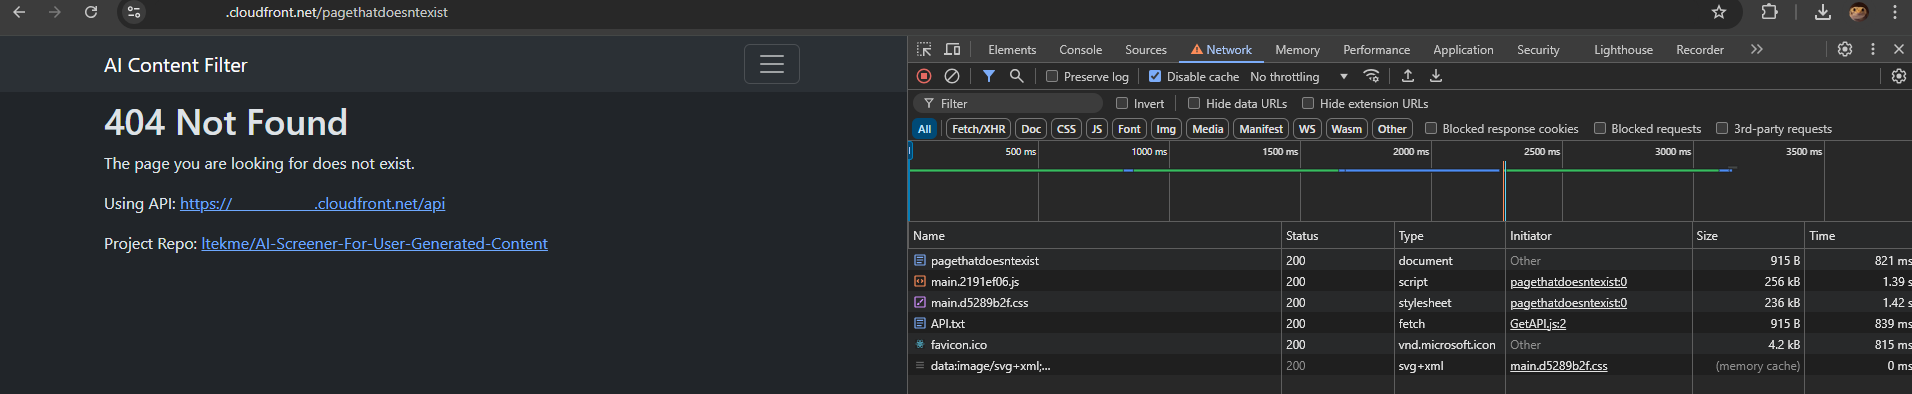 .cloudfront.net/pagethatdoesntexist
AI Content Filter
404 Not Found
The page you are looking for does not exist.
Using API: https:// .cloudfront.net/api
Project Repo: ltekme/AI-Screener-For-User-Generated-Content
Elements Console Sources Network Memory Performance Application Security Lighthouse Recorder
Preserve log Disable cache No throttling
Filter Invert Hide data URLs Hide extension URLs
All Fetch/XHR Doc CSS JS Font Img Media Manifest WS Wasm Other Blocked response cookies Blocked requests 3rd-party requests
500 ms 1000 ms 1500 ms 2000 ms 2500 ms 3000 ms 3500 ms
Name Status Type Initiator Size Time
pagethatdoesntexist 200 document Other 915 B 821 ms
main.2191ef06.js 200 script pagethatdoesntexist:0 256 kB 1.39 s
main.d5289b2f.css 200 stylesheet pagethatdoesntexist:0 236 kB 1.42 s
API.txt 200 fetch GetAPI.js:2 915 B 839 ms
favicon.ico 200 vnd.microsoft.icon Other 4.2 kB 815 ms
data:image/svg+xml;... 200 svg+xml main.d5289b2f.css (memory cache) 0 ms